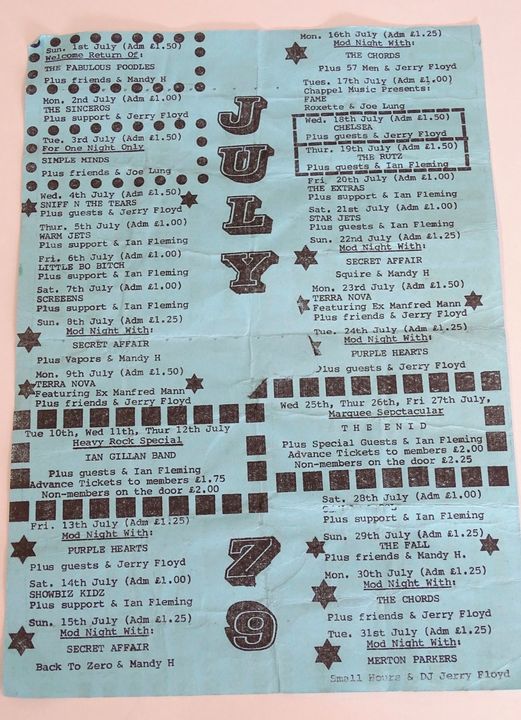 Sun. 1st July (Adm £1.50)
Welcome Return Of:
THE FABULOUS POODLES
Plus friends & Mandy H
Mon. 2nd July (Adm £1.00)
THE SINCEROS
Plus support & Jerry Floyd
Tue. 3rd July (Adm £1.50)
For One Night Only
SIMPLE MINDS
Plus friends & Joe Lung
Wed. 4th July (Adm £1.50)
SNIFF N THE TEARS
Plus guests & Jerry Floyd
Thur. 5th July (Adm £1.00)
WARM JETS
Plus support & Ian Fleming
Fri. 6th July (Adm £1.00)
LITTLE BO BITCH
Plus support & Ian Fleming
Sat. 7th July (Adm £1.00)
SCREEENS
Plus support & Ian Fleming
Sun. 8th July (Adm £1.25)
Mod Night With:
SECRET AFFAIR
Plus Vapors & Mandy H
Mon. 9th July (Adm £1.50)
TERRA NOVA
Featuring Ex Manfred Mann
Plus friends & Jerry Floyd
Tue 10th, Wed 11th, Thur 12th July
Heavy Rock Special
IAN GILLAN BAND
Plus guests & Ian Fleming
Advance Tickets to members £1.75
Non-members on the door £2.00
Fri. 13th July (Adm £1.25)
Mod Night With:
PURPLE HEARTS
Plus guests & Jerry Floyd
Sat. 14th July (Adm £1.00)
SHOWBIZ KIDZ
Plus support & Ian Fleming
Sun. 15th July (Adm £1.25)
Mod Night With:
SECRET AFFAIR
Back To Zero & Mandy H
JULY
79
Mon. 16th July (Adm £1.25)
Mod Night With:
THE CHORDS
Plus 57 Men & Jerry Floyd
Tues. 17th July (Adm £1.00)
Chappel Music Presents:
FAME
Roxette & Joe Lung
Wed. 18th July (Adm £1.50)
CHELSEA
Plus guests & Jerry Floyd
Thur. 19th July (Adm £1.50)
THE RUTZ
Plus guests & Ian Fleming
Fri 20th July (Adm £1.00)
THE EXTRAS
Plus support & Ian Fleming
Sat. 21st July (Adm £1.00)
STAR JETS
Plus support & Ian Fleming
Sun. 22nd July (Adm £1.25)
Mod Night With:
SECRET AFFAIR
Squire & Mandy H
Mon. 23rd July (Adm £1.50)
TERRA NOVA
Featuring Ex Manfred Mann
Plus friends & Jerry Floyd
Tue. 24th July (Adm £1.25)
Mod Night With:
PURPLE HEARTS
Plus guests & Jerry Floyd
Wed 25th, Thur 26th, Fri 27th July,
Marquee Sepctacular
THE ENID
Plus Special Guests & Ian Fleming
Advance Tickets to members £2.00
Non-members on the door £2.25
Sat. 28th July (Adm £1.00)
Plus support & Ian Fleming
Sun. 29th July (Adm £1.25)
THE FALL
Plus friends & Mandy H.
Mon. 30th July (Adm £1.25)
Mod Night With:
THE CHORDS
Plus friends & Jerry Floyd
Tue. 31st July (Adm £1.25)
Mod Night With:
MERTON PARKERS
Small Hours & DJ Jerry Floyd